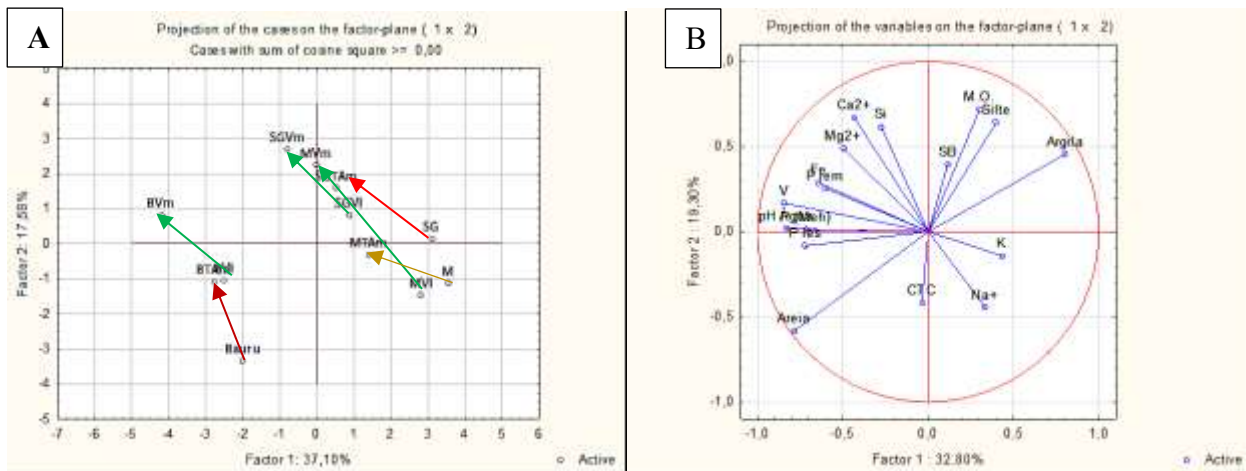 A
Projection of the cases on the factor-plane ( 1 x 2)
Cases with sum of cosine square >= 0,00
4
3
2
1
0
-1
-2
-3
-4
-5
Factor 2: 17,58%
SGVm
MVm
SGVI
BVm
SG
MTAm
M
MVI
Bauru
-7 -6 -5 -4 -3 -2 -1 0 1 2 3 4 5 6
Factor 1: 37,10%
Active
B
Projection of the variables on the factor-plane ( 1 x 2)
0,5
0,0
-0,5
-1,0
Factor 2 : 19,30%
M.O.
Silte
Ca2+
Si
Argila
Mg2+
SB
Fe
P rem
V
pH
P res
K
CTC
Na+
Areia
-1,0 -0,5 0,0 0,5 1,0
Factor 1 : 32,80%
Active